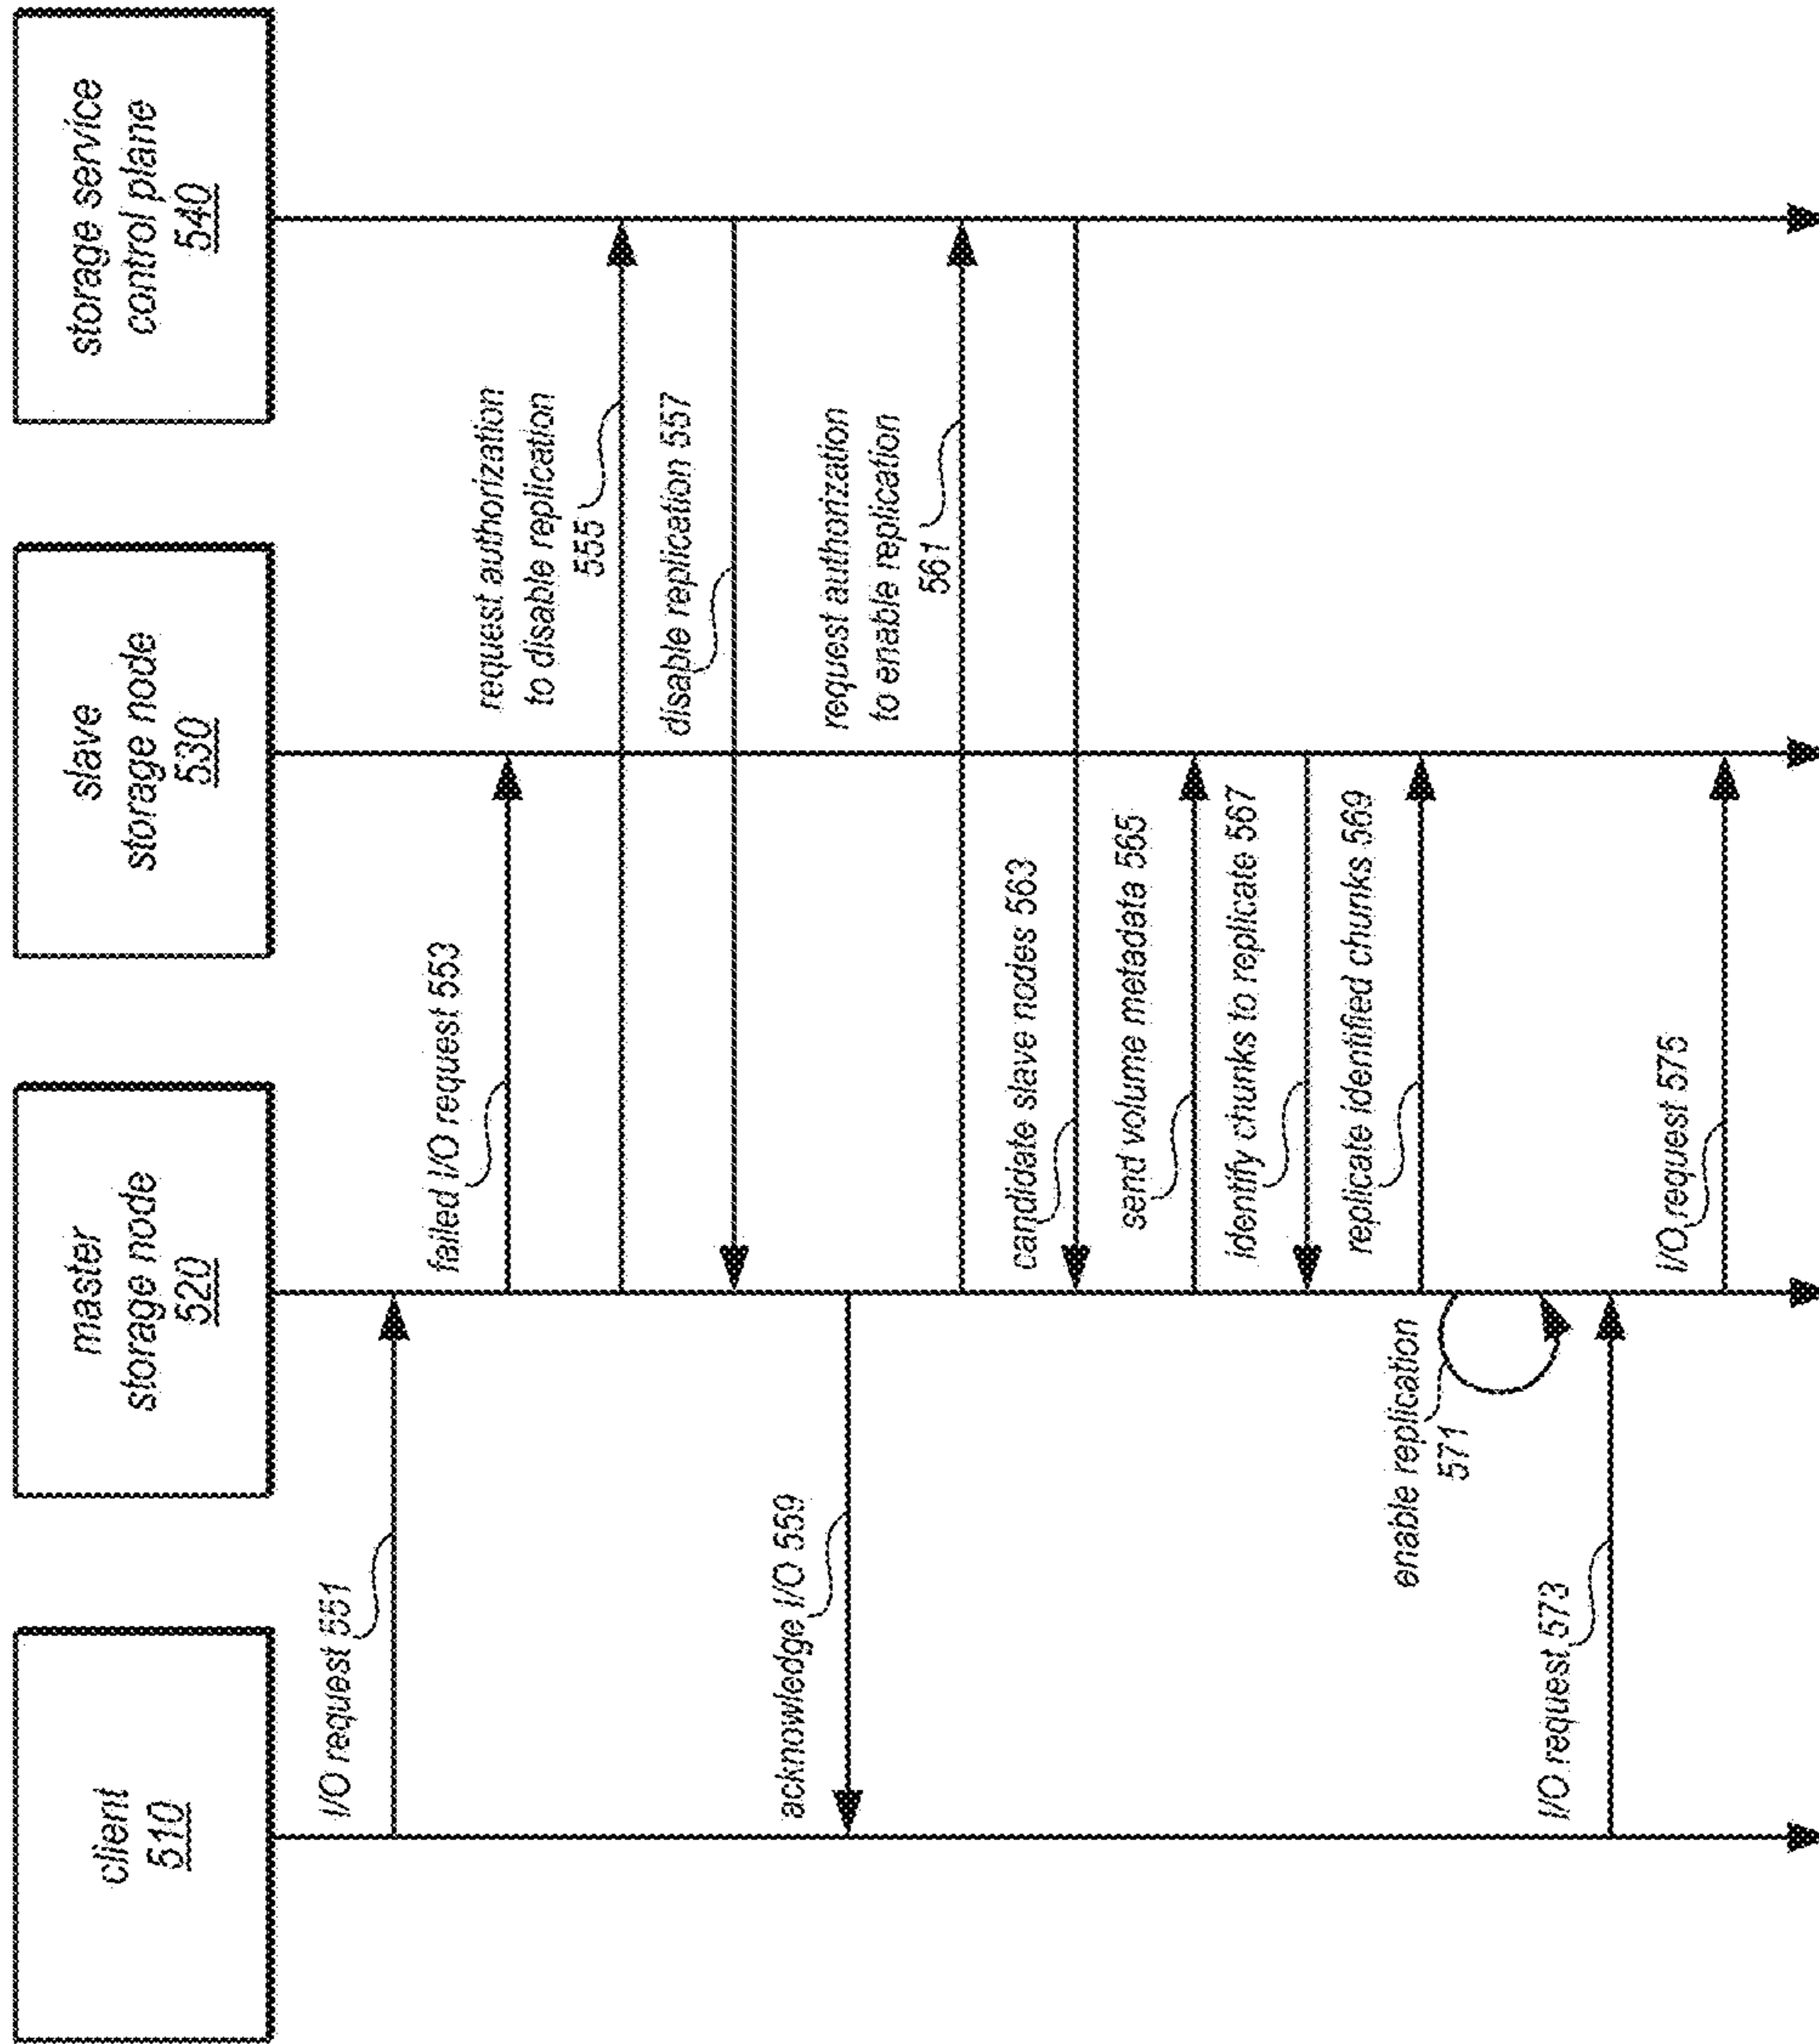 client
510
master
storage node
520
slave
storage node
530
storage service
control plane
540
I/O request 551
failed I/O request 553
request authorization
to disable replication
555
disable replication 557
acknowledge I/O 559
request authorization
to enable replication
561
candidate slave nodes 563
send volume metadata 565
identify chunks to replicate 567
replicate identified chunks 569
enable replication
571
I/O request 573
I/O request 575